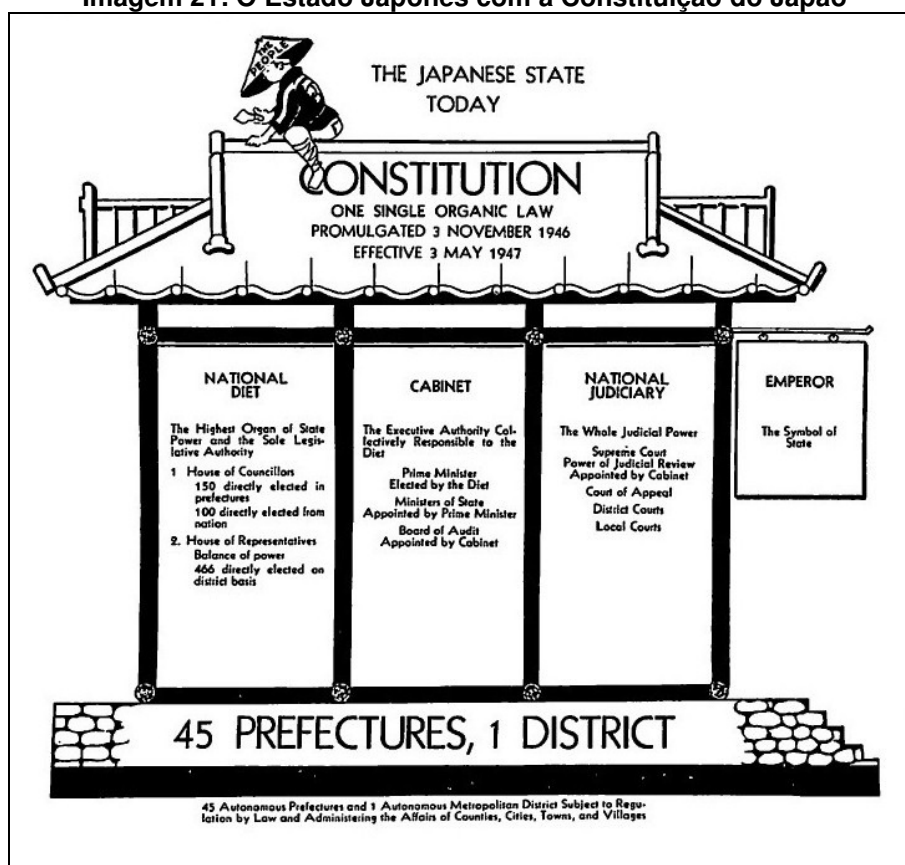 Imagem 21: O Estado Japonês com a Constituição do Japão
THE PEOPLE
THE JAPANESE STATE
TODAY
CONSTITUTION
ONE SINGLE ORGANIC LAW
PROMULGATED 3 NOVEMBER 1946
EFFECTIVE 3 MAY 1947
NATIONAL
DIET
The Highest Organ of State
Power and the Sole Legis-
lative Authority
1 House of Councillors
150 directly elected in
prefectures
100 directly elected from
nation
2. House of Representatives
Balance of power
466 directly elected on
district basis
CABINET
The Executive Authority Col-
lectively Responsible to the
Diet
Prime Minister
Elected by the Diet
Ministers of State
Appointed by Prime Minister
Board of Audit
Appointed by Cabinet
NATIONAL
JUDICIARY
The Whole Judicial Power
Supreme Court
Power of Judicial Review
Appointed by Cabinet
Court of Appeal
District Courts
Local Courts
EMPEROR
The Symbol of
State
45 PREFECTURES, 1 DISTRICT
45 Autonomous Prefectures and 1 Autonomous Metropolitan District Subject to Regu-
lation by Law and Administering the Affairs of Counties, Cities, Towns, and Villages